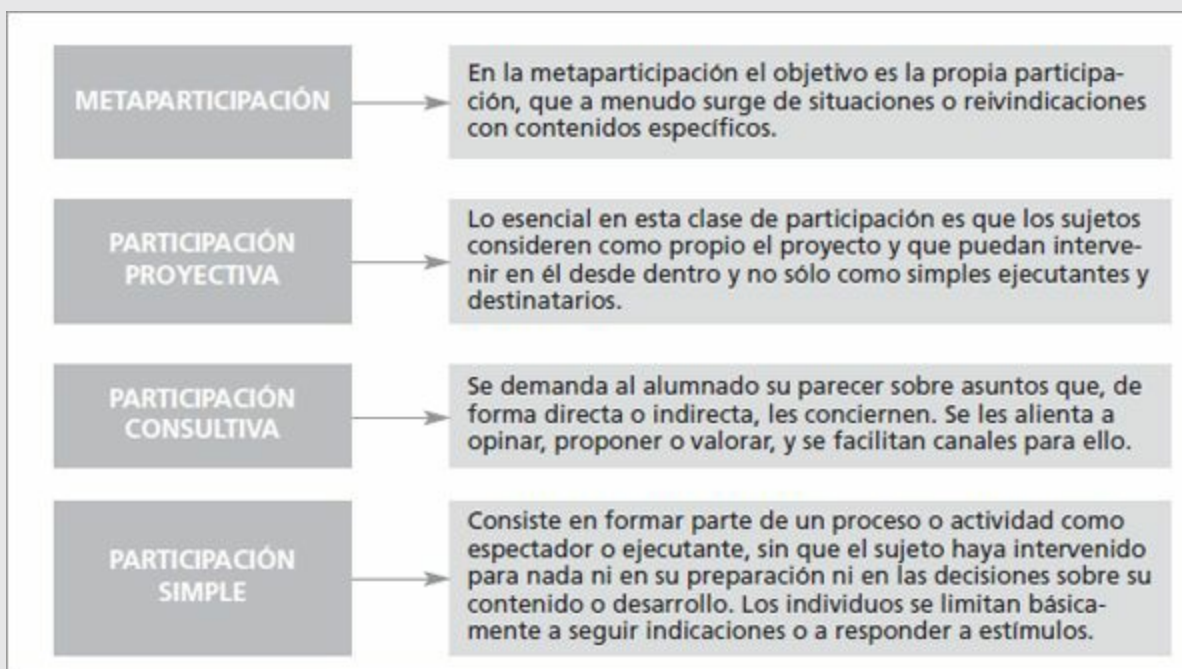 METAPARTICIPACIÓN
En la metaparticipación el objetivo es la propia participa-
ción, que a menudo surge de situaciones o reivindicaciones
con contenidos específicos.
PARTICIPACIÓN
PROYECTIVA
Lo esencial en esta clase de participación es que los sujetos
consideren como propio el proyecto y que puedan interve-
nir en él desde dentro y no sólo como simples ejecutantes y
destinatarios.
PARTICIPACIÓN
CONSULTIVA
Se demanda al alumnado su parecer sobre asuntos que, de
forma directa o indirecta, les conciernen. Se les alienta a
opinar, proponer o valorar, y se facilitan canales para ello.
PARTICIPACIÓN
SIMPLE
Consiste en formar parte de un proceso o actividad como
espectador o ejecutante, sin que el sujeto haya intervenido
para nada ni en su preparación ni en las decisiones sobre su
contenido o desarrollo. Los individuos se limitan básica-
mente a seguir indicaciones o a responder a estímulos.